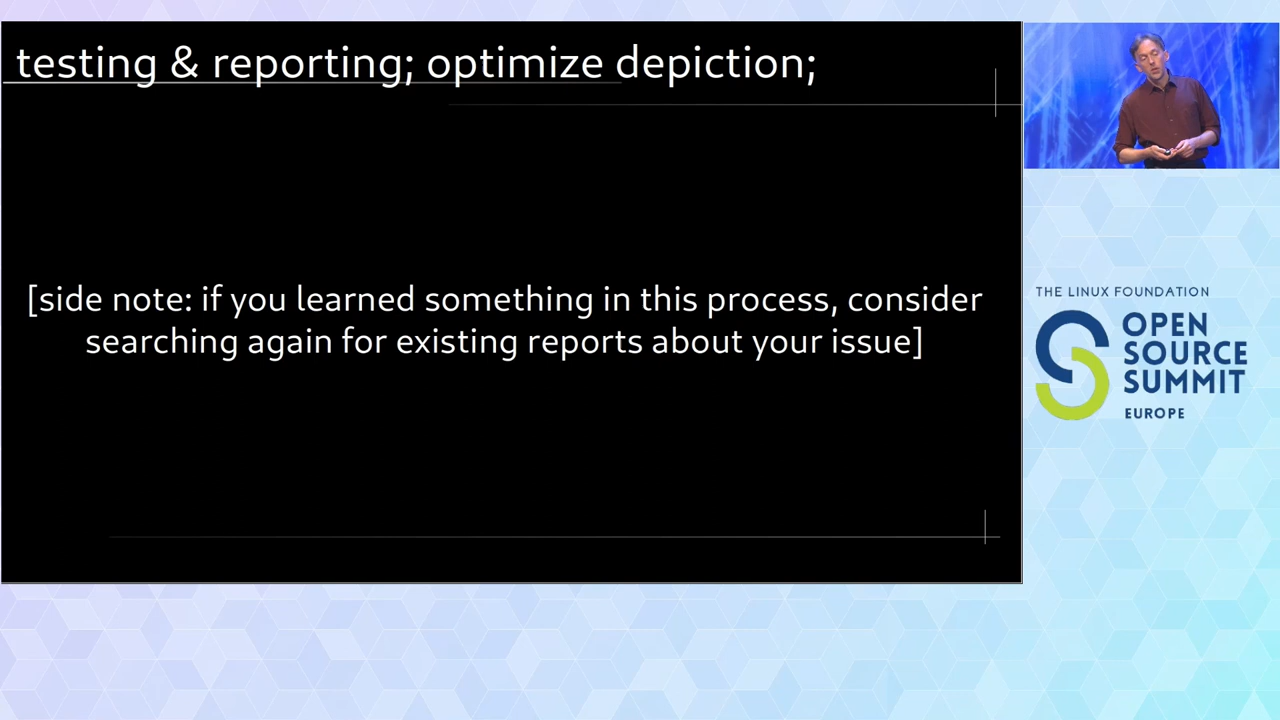 testing & reporting; optimize depiction;
[side note: if you learned something in this process, consider
searching again for existing reports about your issue]
THE LINUX FOUNDATION
OPEN
SOURCE
SUMMIT
EUROPE